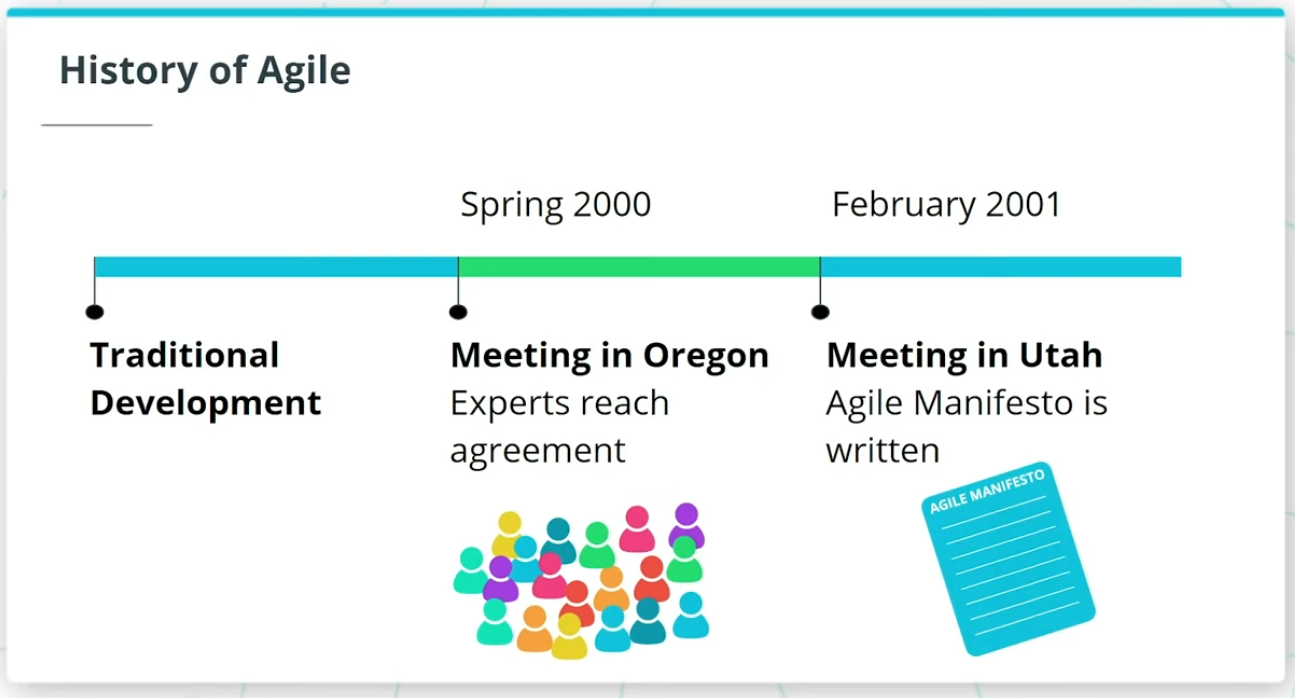 History of Agile
Spring 2000
February 2001
Traditional
Development
Meeting in Oregon
Experts reach
agreement
Meeting in Utah
Agile Manifesto is
written
AGILE MANIFESTO